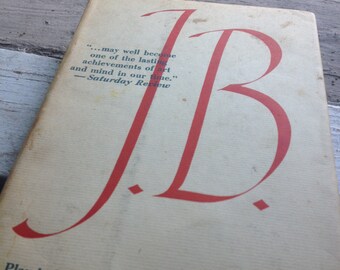 J.B.
"...may well become
one of the lasting
achievements of art
and mind in our time."
—Saturday Review